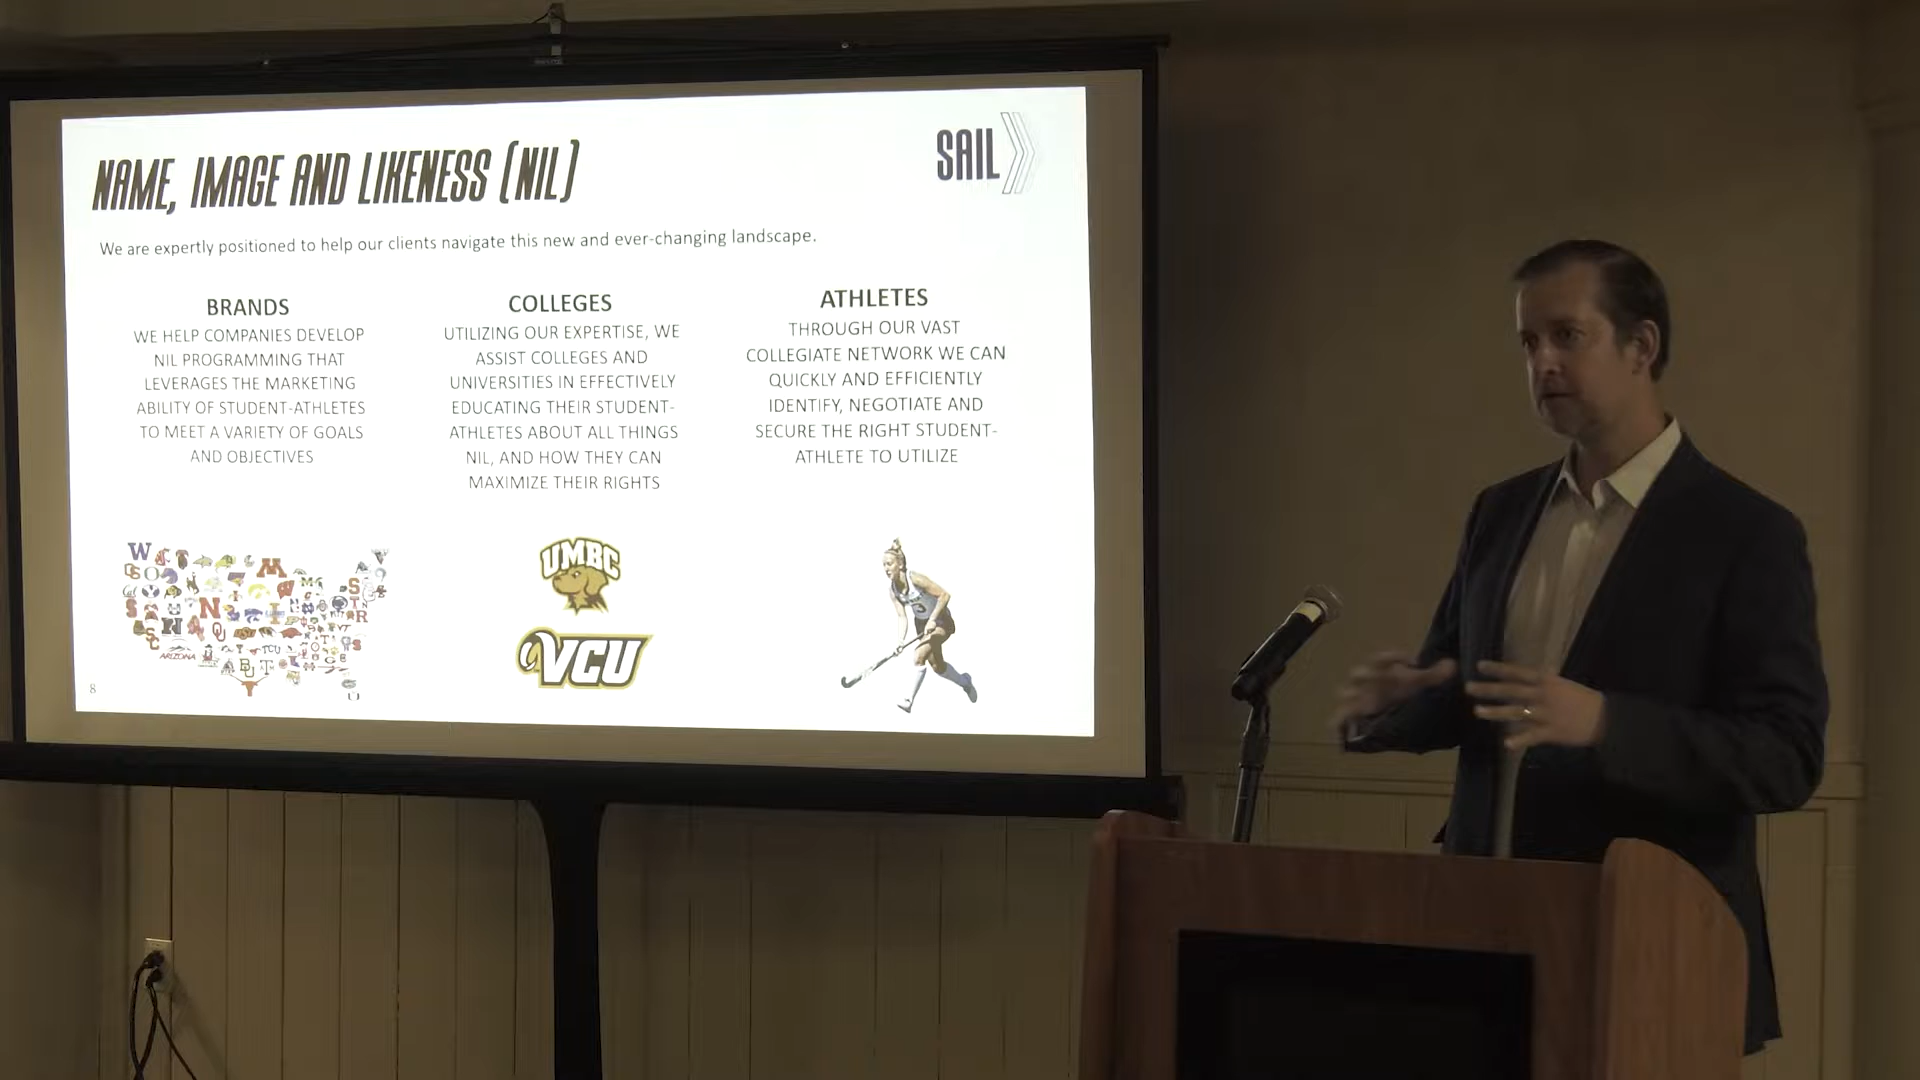 NAME, IMAGE AND LIKENESS (NIL)
SAIL
We are expertly positioned to help our clients navigate this new and ever-changing landscape.
BRANDS
WE HELP COMPANIES DEVELOP
NIL PROGRAMMING THAT
LEVERAGES THE MARKETING
ABILITY OF STUDENT-ATHLETES
TO MEET A VARIETY OF GOALS
AND OBJECTIVES
COLLEGES
UTILIZING OUR EXPERTISE, WE
ASSIST COLLEGES AND
UNIVERSITIES IN EFFECTIVELY
EDUCATING THEIR STUDENT-
ATHLETES ABOUT ALL THINGS
NIL, AND HOW THEY CAN
MAXIMIZE THEIR RIGHTS
ATHLETES
THROUGH OUR VAST
COLLEGIATE NETWORK WE CAN
QUICKLY AND EFFICIENTLY
IDENTIFY, NEGOTIATE AND
SECURE THE RIGHT STUDENT-
ATHLETE TO UTILIZE
W
M
N
ARIZONA
TCU
UMBC
VCU
8